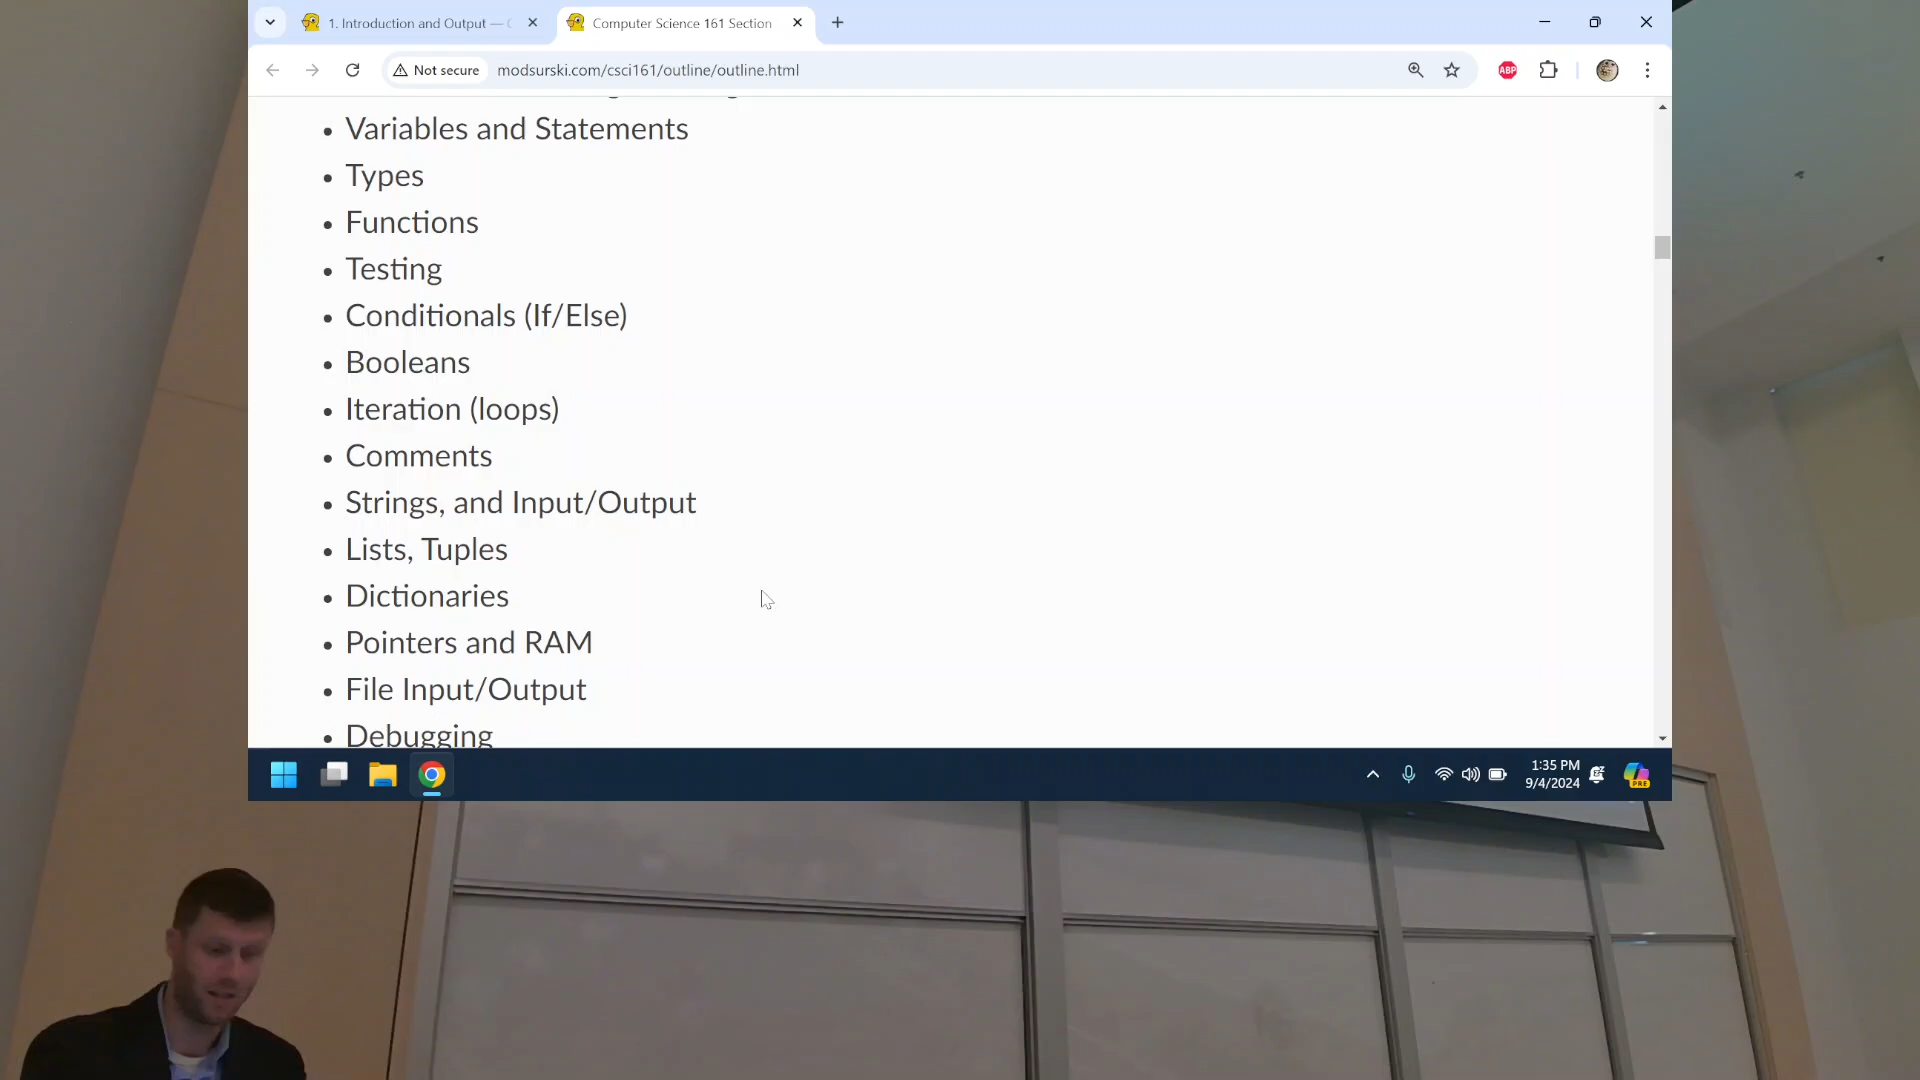 1. Introduction and Output —
Computer Science 161 Section
Not secure
modsurski.com/csci161/outline/outline.html
ABP
• Variables and Statements
• Types
• Functions
• Testing
• Conditionals (If/Else)
• Booleans
• Iteration (loops)
• Comments
• Strings, and Input/Output
• Lists, Tuples
• Dictionaries
• Pointers and RAM
• File Input/Output
• Debugging
1:35 PM
9/4/2024
PRE